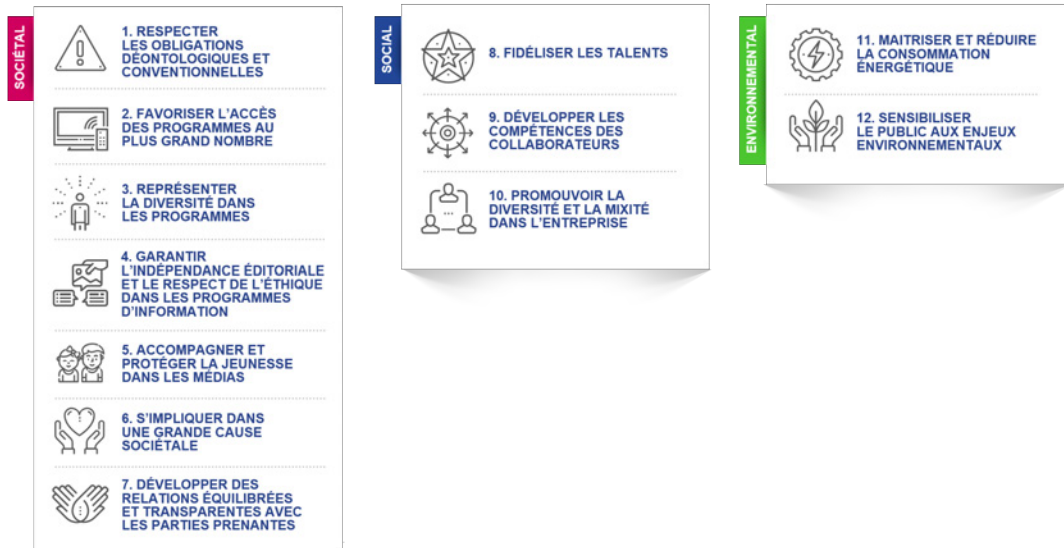 SOCIÉTAL
1. RESPECTER
LES OBLIGATIONS
DÉONTOLOGIQUES ET
CONVENTIONNELLES
2. FAVORISER L'ACCÈS
DES PROGRAMMES AU
PLUS GRAND NOMBRE
3. REPRÉSENTER
LA DIVERSITÉ DANS
LES PROGRAMMES
4. GARANTIR
L'INDÉPENDANCE ÉDITORIALE
ET LE RESPECT DE L'ÉTHIQUE
DANS LES PROGRAMMES
D'INFORMATION
5. ACCOMPAGNER ET
PROTÉGER LA JEUNESSE
DANS LES MÉDIAS
6. S'IMPLIQUER DANS
UNE GRANDE CAUSE
SOCIÉTALE
7. DÉVELOPPER DES
RELATIONS ÉQUILIBRÉES
ET TRANSPARENTES AVEC
LES PARTIES PRENANTES
SOCIAL
8. FIDÉLISER LES TALENTS
9. DÉVELOPPER LES
COMPÉTENCES DES
COLLABORATEURS
10. PROMOUVOIR LA
DIVERSITÉ ET LA MIXITÉ
DANS L'ENTREPRISE
ENVIRONNEMENTAL
11. MAITRISER ET RÉDUIRE
LA CONSOMMATION
ÉNERGÉTIQUE
12. SENSIBILISER
LE PUBLIC AUX ENJEUX
ENVIRONNEMENTAUX